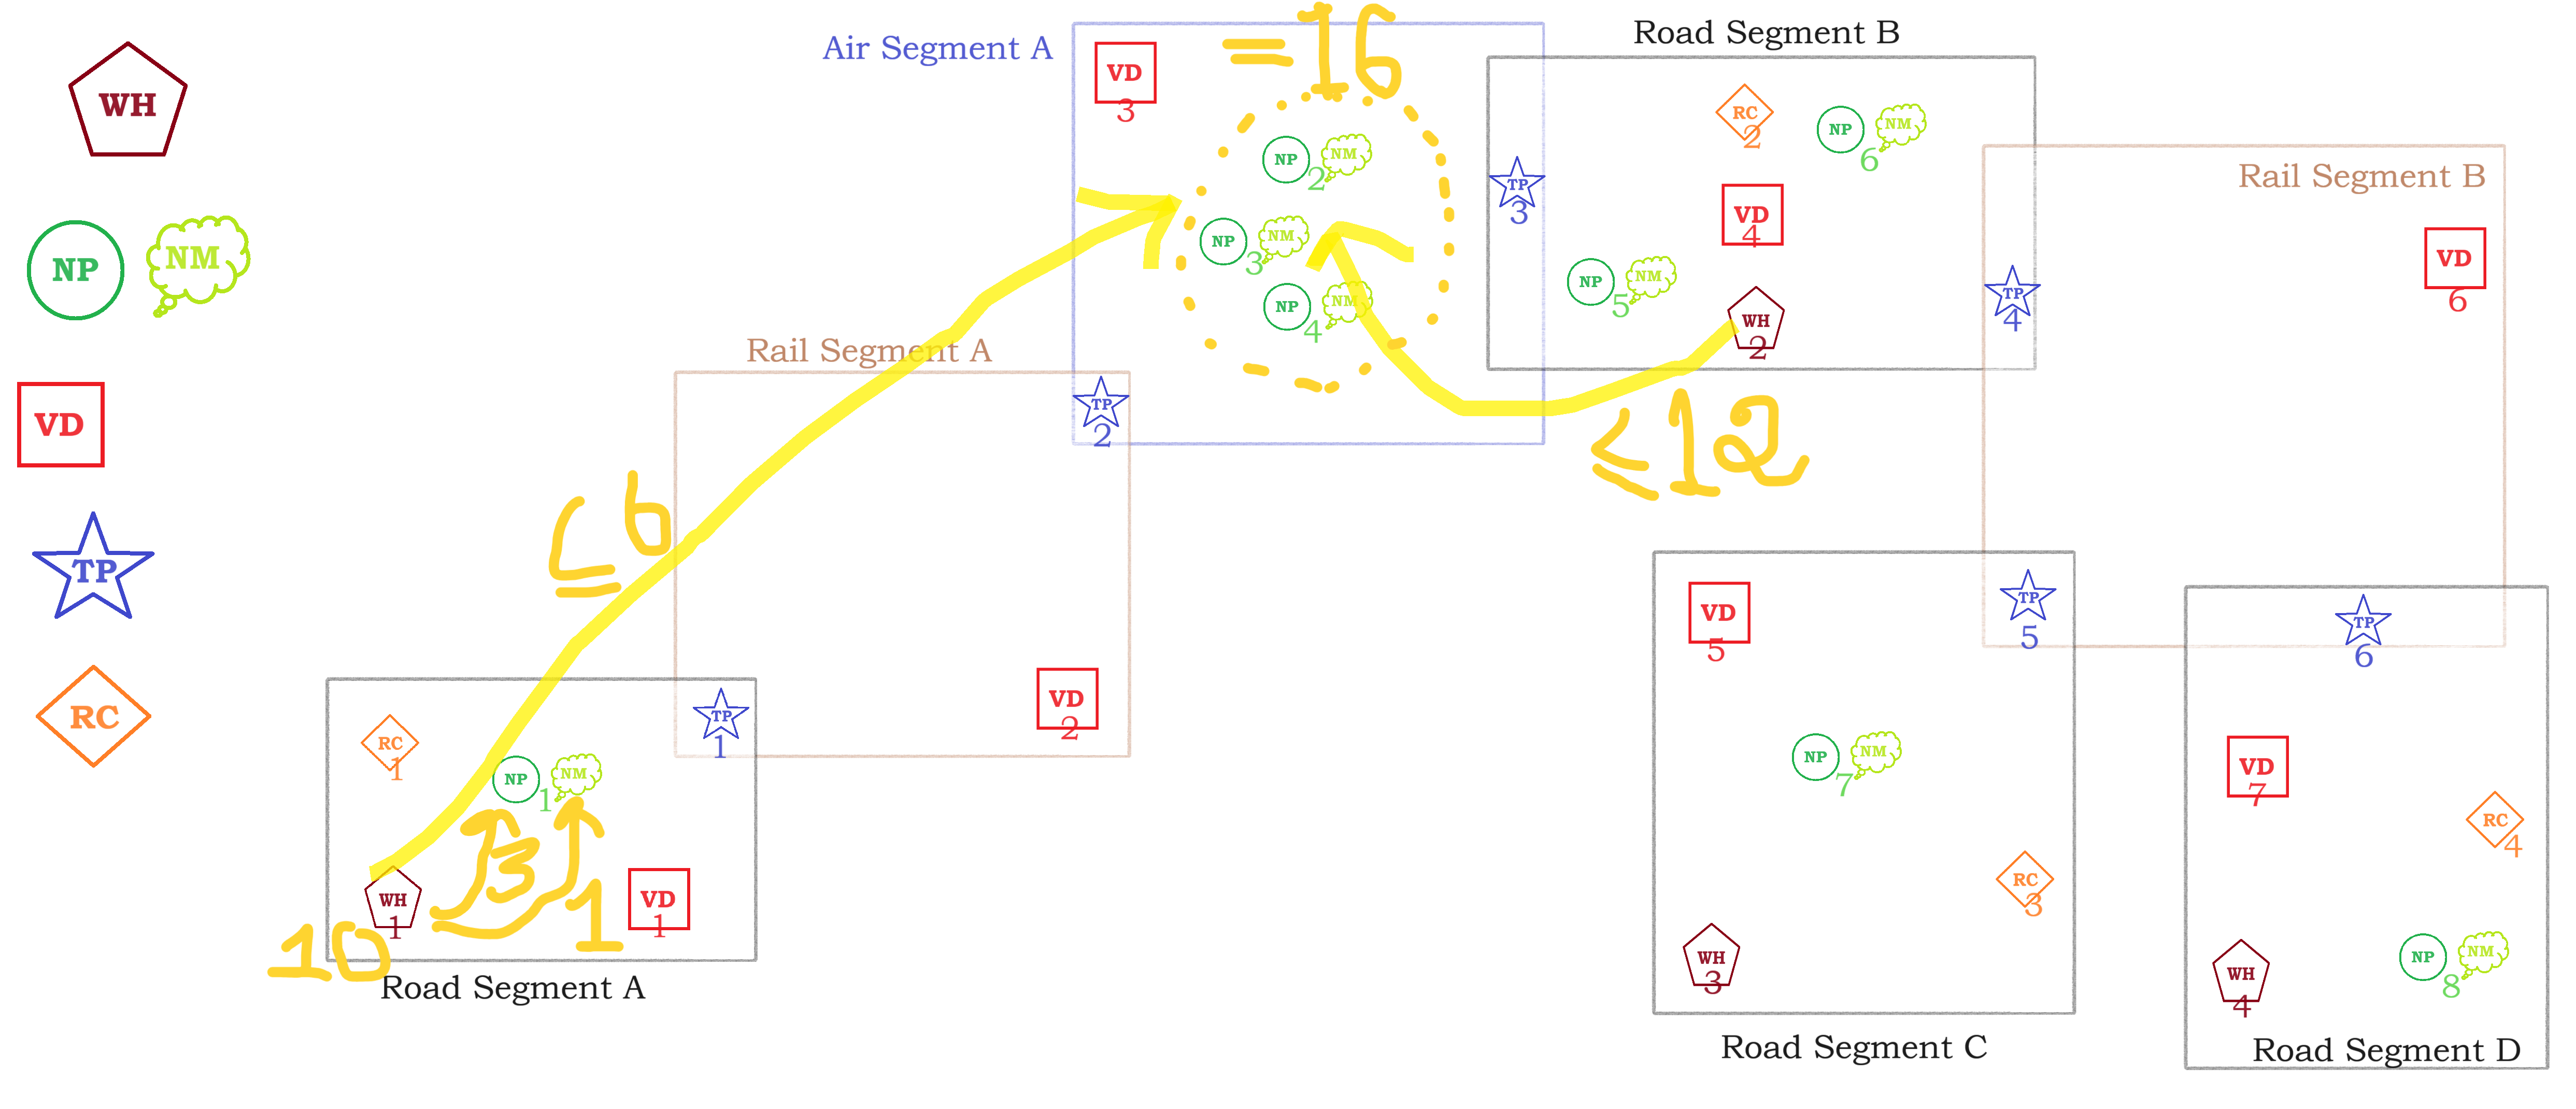 WH
NP NM
VD
TP
RC
Air Segment A
VD
3
=16
NP NM
2
NP NM
3
NP NM
4
TP
2
Road Segment B
RC
2
NP NM
6
TP
3
VD
4
NP NM
5
WH
2
TP
4
≤12
Rail Segment B
VD
6
Rail Segment A
≤6
VD
2
TP
1
RC
1
NP NM
1
3
1
WH
1
VD
1
10
Road Segment A
VD
5
TP
5
NP NM
7
RC
3
WH
3
Road Segment C
TP
6
VD
7
RC
4
NP NM
8
WH
4
Road Segment D